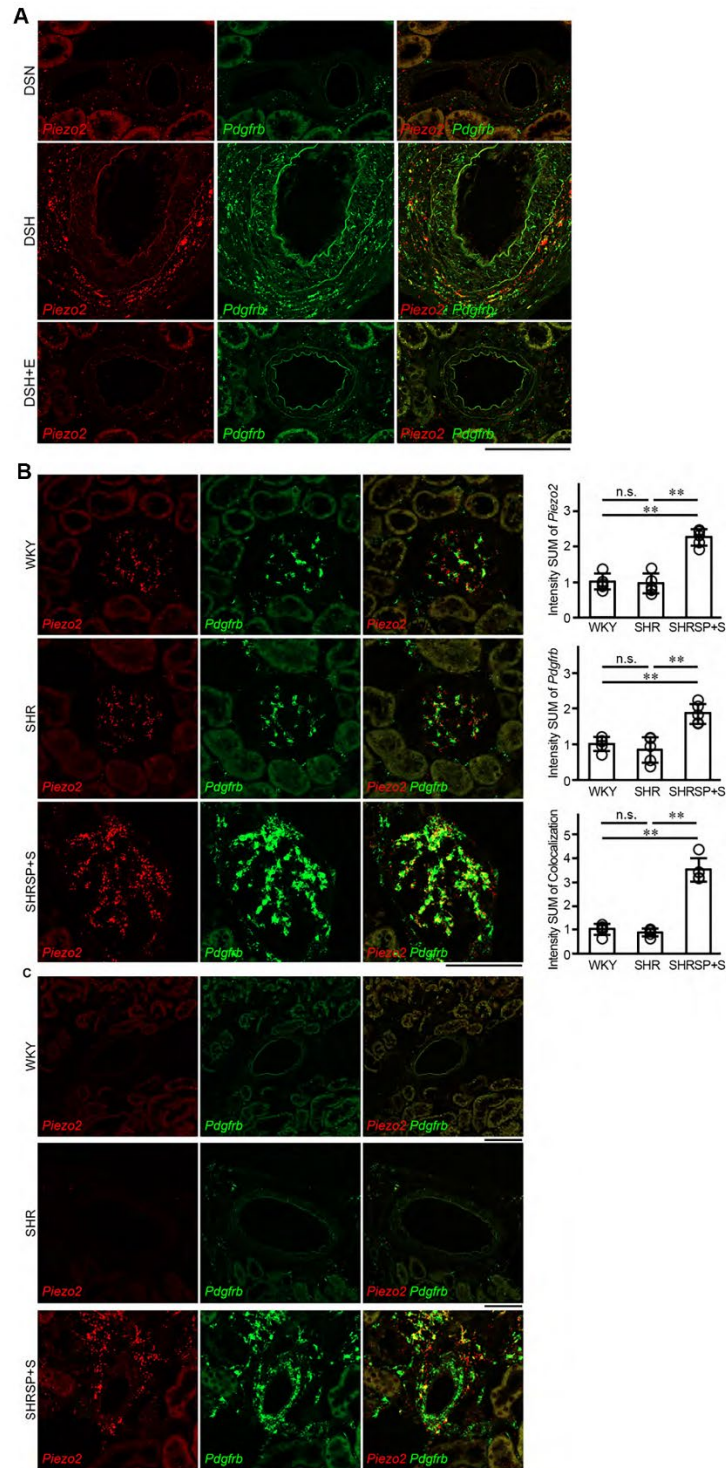 A
DSN
Piezo2
Pdgfrb
Piezo2 Pdgfrb
DSH
Piezo2
Pdgfrb
Piezo2 Pdgfrb
DSH+E
Piezo2
Pdgfrb
Piezo2 Pdgfrb
B
WKY
Piezo2
Pdgfrb
Piezo2
SHR
Piezo2
Pdgfrb
Piezo2 Pdgfrb
SHRSP+S
Piezo2
Pdgfrb
Piezo2 Pdgfrb
Intensity SUM of Piezo2
n.s. **
**
3
2
1
0
WKY SHR SHRSP+S
Intensity SUM of Pdgfrb
n.s. **
**
3
2
1
0
WKY SHR SHRSP+S
Intensity SUM of Colocalization
n.s. **
**
5
4
3
2
1
0
WKY SHR SHRSP+S
c
WKY
Piezo2
Pdgfrb
Piezo2 Pdgfrb
SHR
Piezo2
Pdgfrb
Piezo2 Pdgfrb
SHRSP+S
Piezo2
Pdgfrb
Piezo2 Pdgfrb